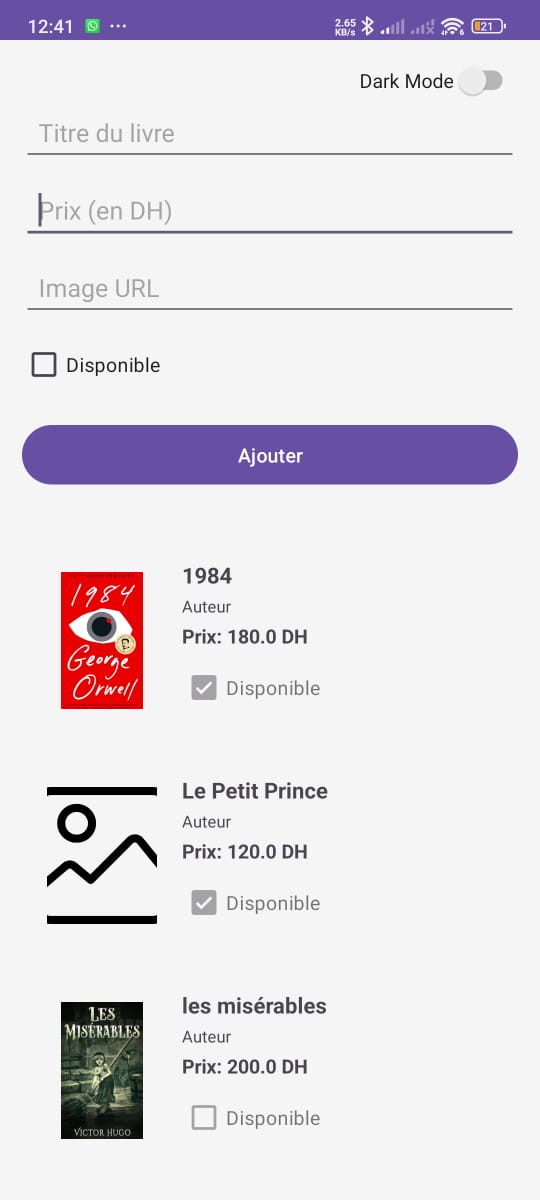 12:41
2.65
KB/s
21
Dark Mode
Titre du livre
Prix (en DH)
Image URL
Disponible
Ajouter
1984
George
Orwell
1984
Auteur
Prix: 180.0 DH
Disponible
Le Petit Prince
Auteur
Prix: 120.0 DH
Disponible
LES
MISÉRABLES
VICTOR HUGO
les misérables
Auteur
Prix: 200.0 DH
Disponible